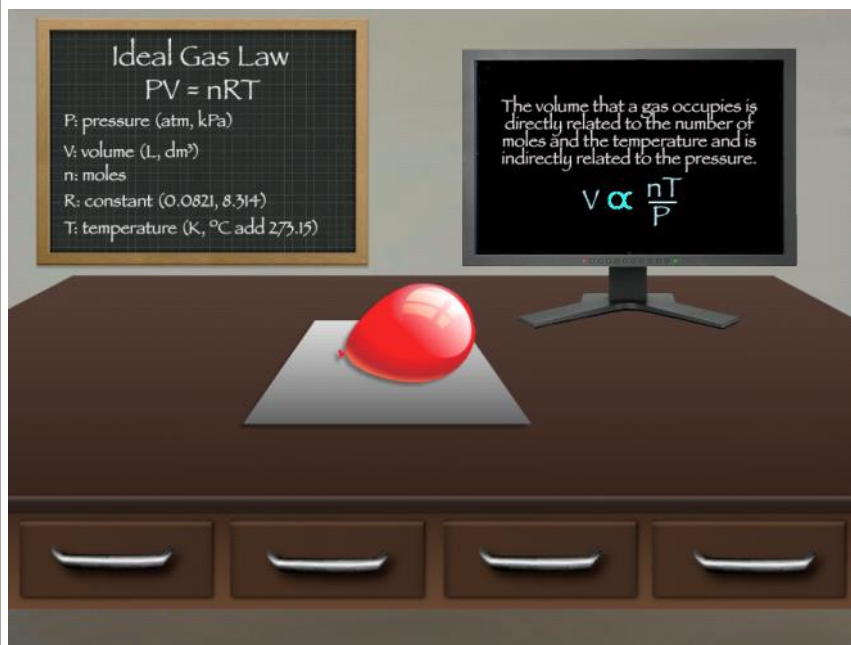 Ideal Gas Law
PV = nRT
P: pressure (atm, kPa)
V: volume (L, dm³)
n: moles
R: constant (0.0821, 8.314)
T: temperature (K, ºC add 273.15)
The volume that a gas occupies is
directly related to the number of
moles and the temperature and is
indirectly related to the pressure.
V ∝ nT/P